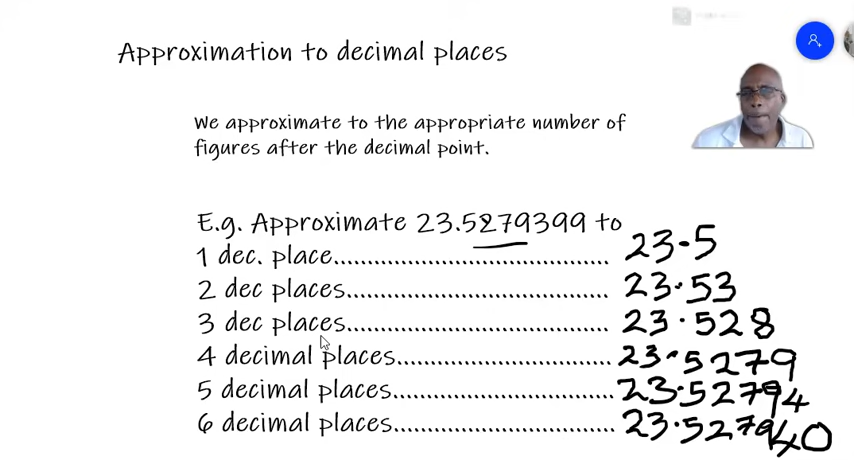 Approximation to decimal places
We approximate to the appropriate number of
figures after the decimal point.
E.g. Approximate 23.5279399 to
1 dec. place.................................................. 23.5
2 dec places................................................ 23.53
3 dec places................................................ 23.528
4 decimal places....................................... 23.5279
5 decimal places........................................ 23.52794
6 decimal places........................................ 23.527940